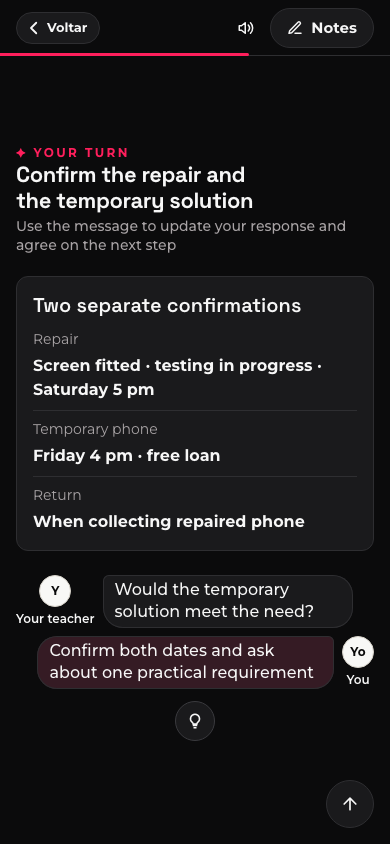 Voltar
Notes
YOUR TURN
Confirm the repair and
the temporary solution
Use the message to update your response and
agree on the next step
Two separate confirmations
Repair
Screen fitted · testing in progress ·
Saturday 5 pm
Temporary phone
Friday 4 pm · free loan
Return
When collecting repaired phone
Y
Your teacher
Would the temporary
solution meet the need?
Confirm both dates and ask
about one practical requirement
Yo
You